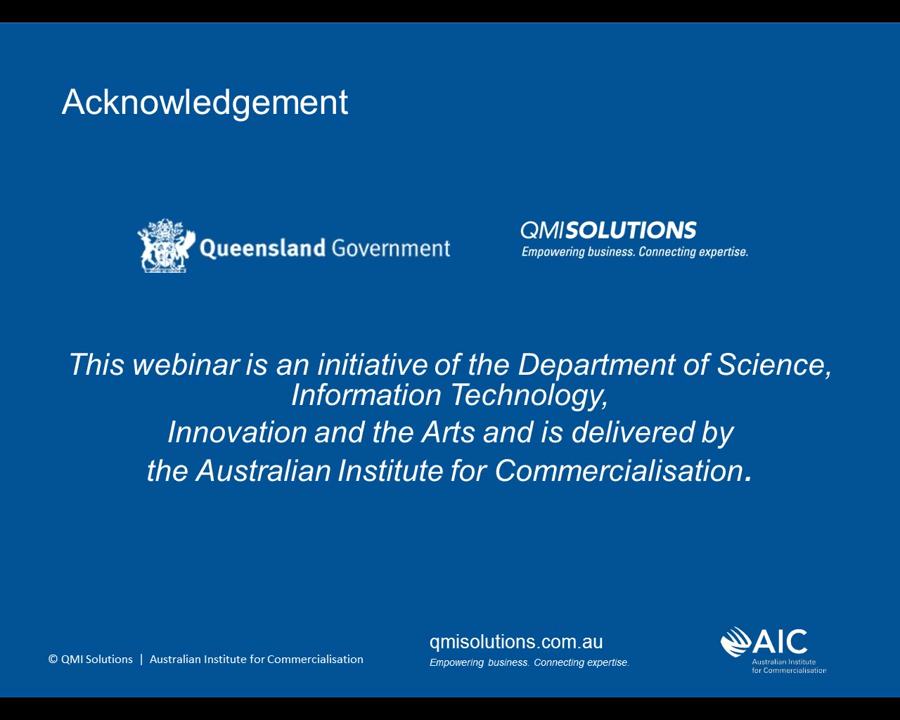 Acknowledgement
Queensland Government
QMISOLUTIONS
Empowering business. Connecting expertise.
This webinar is an initiative of the Department of Science,
Information Technology,
Innovation and the Arts and is delivered by
the Australian Institute for Commercialisation.
© QMI Solutions | Australian Institute for Commercialisation
qmisolutions.com.au
Empowering business. Connecting expertise.
AIC
Australian Institute
for Commercialisation